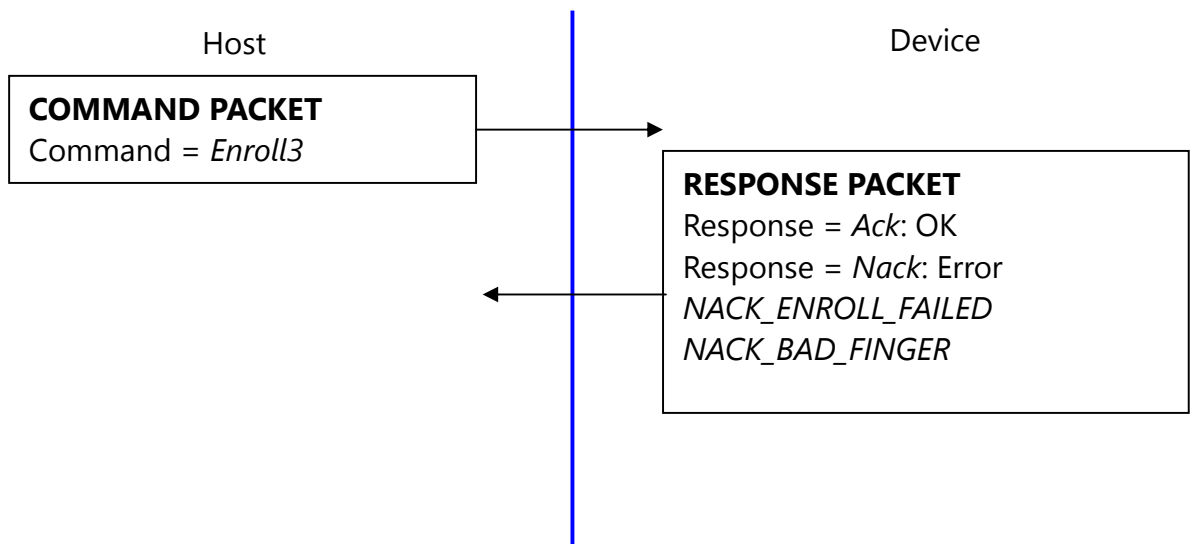 Host
Device
COMMAND PACKET
Command = Enroll3
RESPONSE PACKET
Response = Ack: OK
Response = Nack: Error
NACK_ENROLL_FAILED
NACK_BAD_FINGER